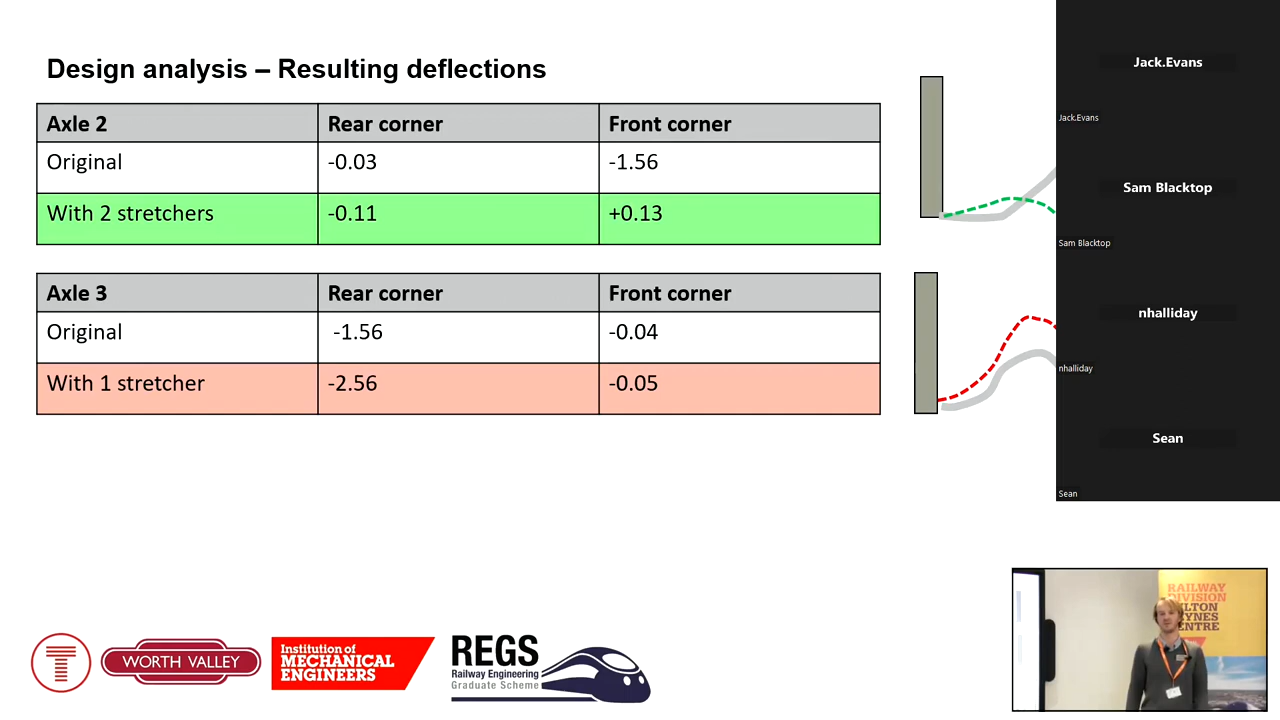 Design analysis – Resulting deflections
Axle 2 Rear corner Front corner
Original -0.03 -1.56
With 2 stretchers -0.11 +0.13
Axle 3 Rear corner Front corner
Original -1.56 -0.04
With 1 stretcher -2.56 -0.05
Jack.Evans
Jack.Evans
Sam Blacktop
Sam Blacktop
nhalliday
nhalliday
Sean
Sean
WORTH VALLEY
Institution of
MECHANICAL
ENGINEERS
REGS
Railway Engineering
Graduate Scheme
RAILWAY
DIVISION